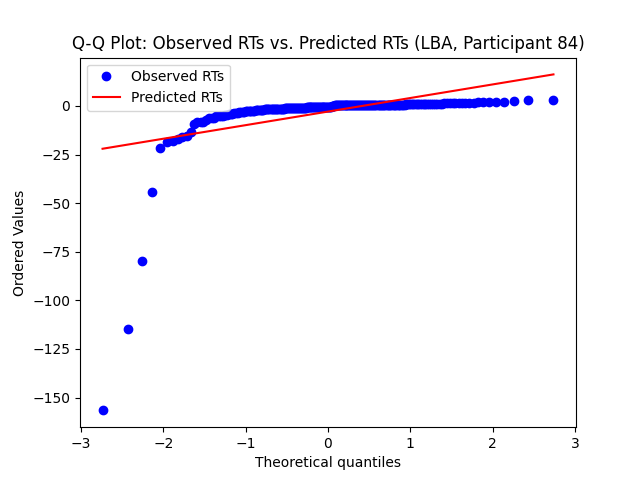 Q-Q Plot: Observed RTs vs. Predicted RTs (LBA, Participant 84)
Observed RTs
Predicted RTs
Ordered Values
0
−25
−50
−75
−100
−125
−150
−3 −2 −1 0 1 2 3
Theoretical quantiles